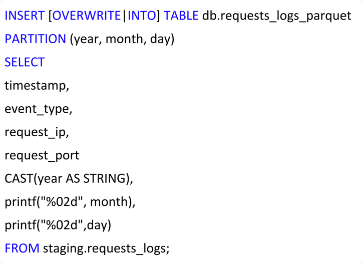 INSERT [OVERWRITE|INTO] TABLE db.requests_logs_parquet
PARTITION (year, month, day)
SELECT
timestamp,
event_type,
request_ip,
request_port
CAST(year AS STRING),
printf("%02d", month),
printf("%02d",day)
FROM staging.requests_logs;